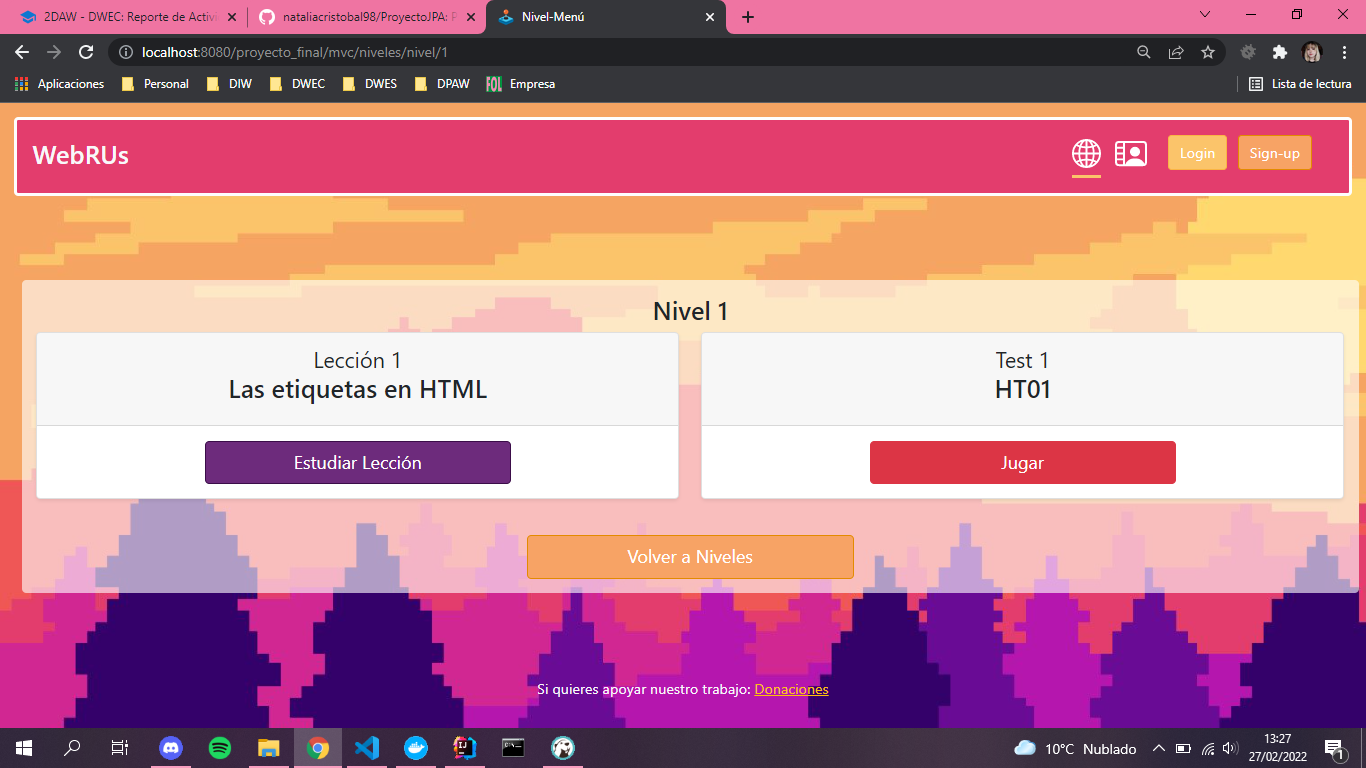 2DAW - DWEC: Reporte de Activi
nataliacristobal98/ProyectoJPA: P
Nivel-Menú
localhost:8080/proyecto_final/mvc/niveles/nivel/1
Aplicaciones
Personal
DIW
DWEC
DWES
DPAW
FOL
Empresa
Lista de lectura
WebRUs
Login
Sign-up
Nivel 1
Lección 1
Las etiquetas en HTML
Estudiar Lección
Test 1
HT01
Jugar
Volver a Niveles
Si quieres apoyar nuestro trabajo: Donaciones
10°C Nublado
13:27
27/02/2022
1